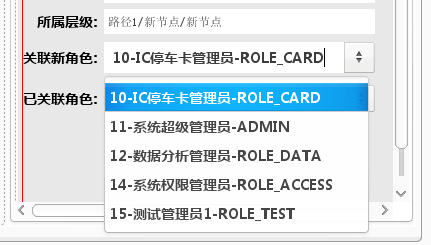 所属层级: 路径1/新节点/新节点
关联新角色: 10-IC停车卡管理员-ROLE_CARD
已关联角色:
10-IC停车卡管理员-ROLE_CARD
11-系统超级管理员-ADMIN
12-数据分析管理员-ROLE_DATA
14-系统权限管理员-ROLE_ACCESS
15-测试管理员1-ROLE_TEST